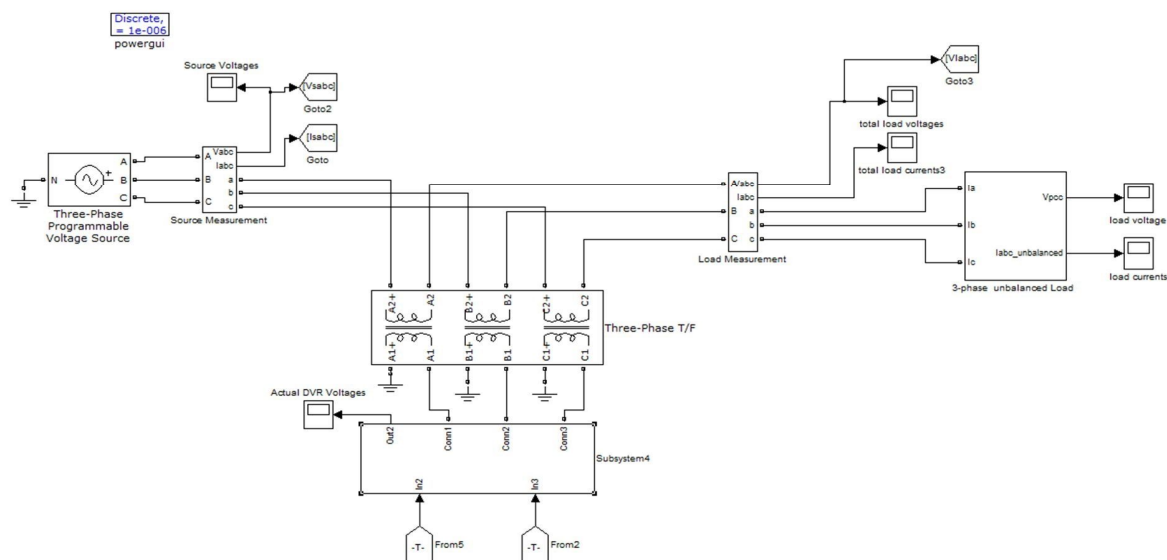 Discrete,
= 1e-006
powergui
Source Voltages
[Vsabc]
Goto2
[Isabc]
Goto
[Vlabc]
Goto3
total load voltages
total load currents3
N
+
A
B
C
Three-Phase
Programmable
Voltage Source
A
B
C
Vabc
Iabc
a
b
c
Source Measurement
A
B
C
Vabc
Iabc
a
b
c
Load Measurement
Ia
Ib
Ic
Vpcc
Iabc_unbalanced
3-phase unbalanced Load
load voltage
load currents
A2+
A2
B2+
B2
C2+
C2
A1+
A1
B1+
B1
C1+
C1
Three-Phase T/F
Actual DVR Voltages
Out2
Conn1
Conn2
Conn3
In2
In3
Subsystem4
-T-
From5
-T-
From2